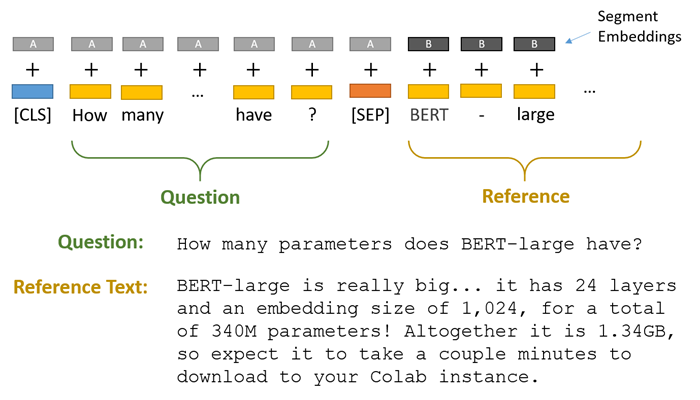 Segment
Embeddings
A A A A A A A B B B
+ + + + + + + + + +
... ...
[CLS] How many have ? [SEP] BERT - large
Question Reference
Question: How many parameters does BERT-large have?
Reference Text: BERT-large is really big... it has 24 layers
and an embedding size of 1,024, for a total
of 340M parameters! Altogether it is 1.34GB,
so expect it to take a couple minutes to
download to your Colab instance.